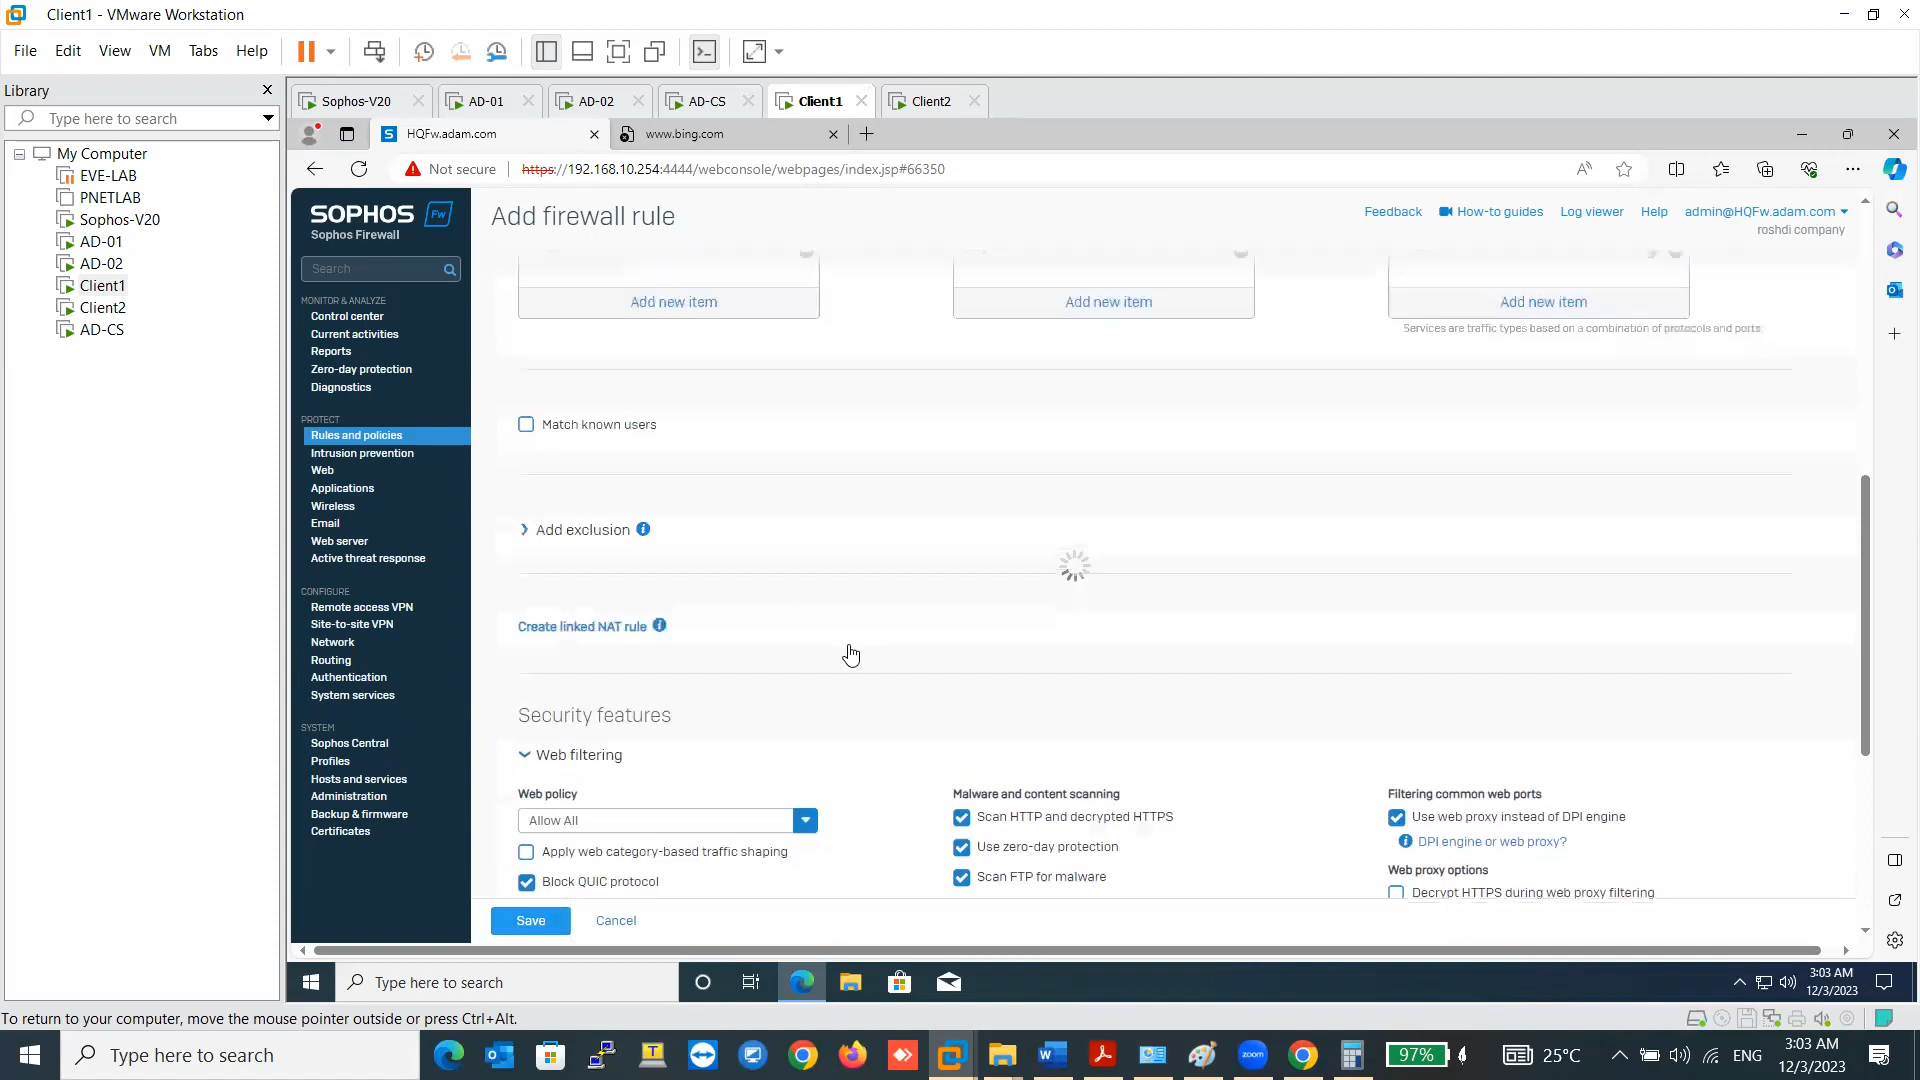 Client1 - VMware Workstation
File Edit View VM Tabs Help
Library
Type here to search
My Computer
EVE-LAB
PNETLAB
Sophos-V20
AD-01
AD-02
Client1
Client2
AD-CS
Sophos-V20 AD-01 AD-02 AD-CS Client1 Client2
HQFw.adam.com www.bing.com
Not secure https://192.168.10.254:4444/webconsole/webpages/index.jsp#66350
SOPHOS Fw
Sophos Firewall
Search
MONITOR & ANALYZE
Control center
Current activities
Reports
Zero-day protection
Diagnostics
PROTECT
Rules and policies
Intrusion prevention
Web
Applications
Wireless
Email
Web server
Active threat response
CONFIGURE
Remote access VPN
Site-to-site VPN
Network
Routing
Authentication
System services
SYSTEM
Sophos Central
Profiles
Hosts and services
Administration
Backup & firmware
Certificates
Add firewall rule
Feedback How-to guides Log viewer Help admin@HQFw.adam.com
roshdi company
Add new item Add new item Add new item
Services are traffic types based on a combination of protocols and ports.
Match known users
Add exclusion
Create linked NAT rule
Security features
Web filtering
Web policy
Allow All
Apply web category-based traffic shaping
Block QUIC protocol
Malware and content scanning
Scan HTTP and decrypted HTTPS
Use zero-day protection
Scan FTP for malware
Filtering common web ports
Use web proxy instead of DPI engine
DPI engine or web proxy?
Web proxy options
Decrypt HTTPS during web proxy filtering
Save Cancel
Type here to search
3:03 AM
12/3/2023
To return to your computer, move the mouse pointer outside or press Ctrl+Alt.
Type here to search
zoom
97%
25°C
ENG
3:03 AM
12/3/2023